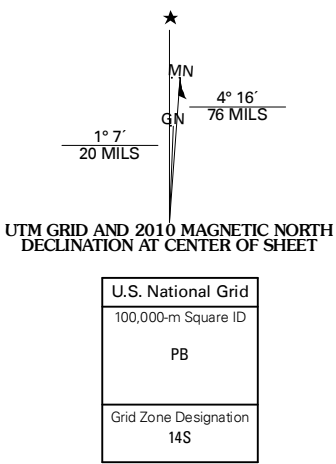 MN
4° 16´
76 MILS
GN
1° 7´
20 MILS
UTM GRID AND 2010 MAGNETIC NORTH
DECLINATION AT CENTER OF SHEET
U.S. National Grid
100,000-m Square ID
PB
Grid Zone Designation
14S